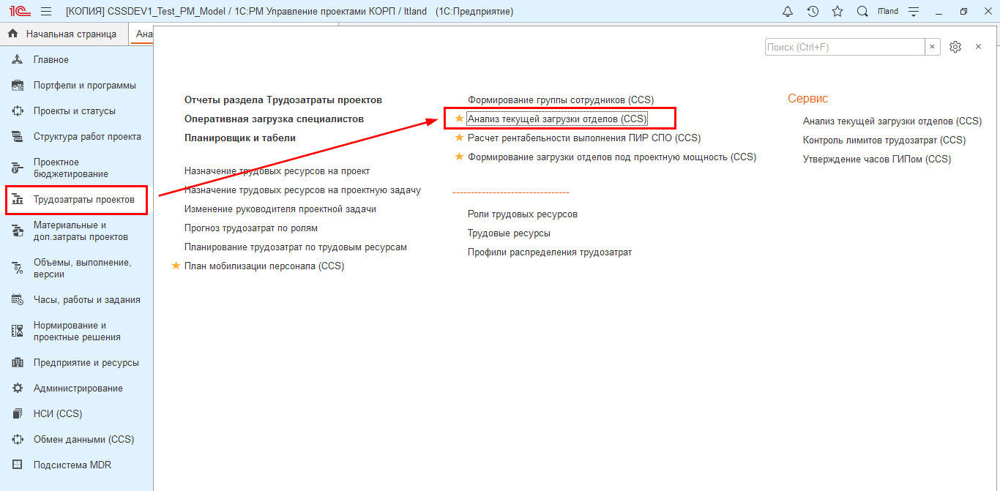 1С [КОПИЯ] CSSDEV1_Test_PM_Model / 1С:PM Управление проектами КОРП / Itland (1С:Предприятие) ITland
Начальная страница Ана
Главное
Портфели и программы
Проекты и статусы
Структура работ проекта
Проектное
бюджетирование
Трудозатраты проектов
Материальные и
доп.затраты проектов
Объемы, выполнение,
версии
Часы, работы и задания
Нормирование и
проектные решения
Предприятие и ресурсы
Администрирование
НСИ (CCS)
Обмен данными (CCS)
Подсистема MDR
Поиск (Ctrl+F)
Отчеты раздела Трудозатраты проектов
Оперативная загрузка специалистов
Планировщик и табели
Назначение трудовых ресурсов на проект
Назначение трудовых ресурсов на проектную задачу
Изменение руководителя проектной задачи
Прогноз трудозатрат по ролям
Планирование трудозатрат по трудовым ресурсам
План мобилизации персонала (CCS)
Формирование группы сотрудников (CCS)
Анализ текущей загрузки отделов (CCS)
Расчет рентабельности выполнения ПИР СПО (CCS)
Формирование загрузки отделов под проектную мощность (CCS)
--------------------------------
Роли трудовых ресурсов
Трудовые ресурсы
Профили распределения трудозатрат
Сервис
Анализ текущей загрузки отделов (CCS)
Контроль лимитов трудозатрат (CCS)
Утверждение часов ГИПом (CCS)